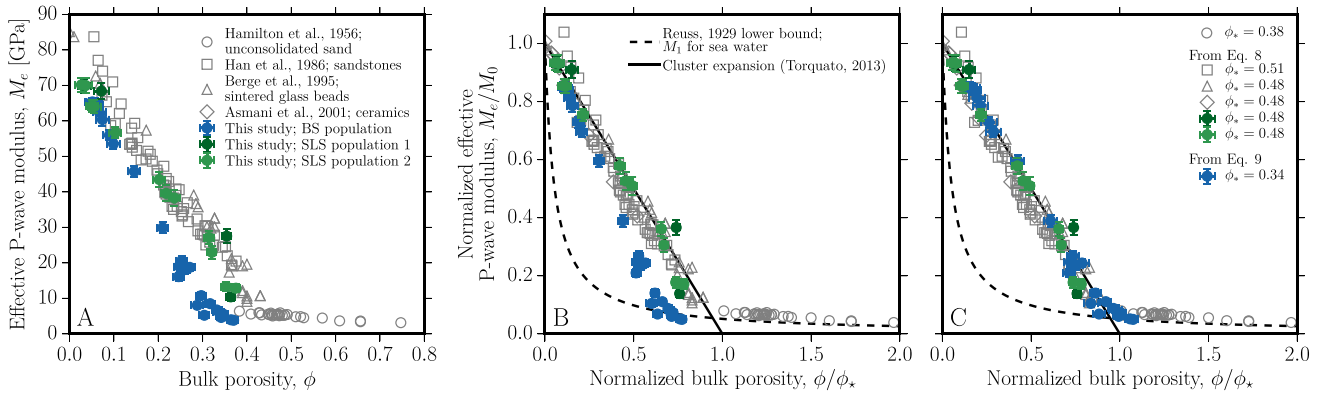 Effective P-wave modulus, Mₑ [GPa]
90
80
70
60
50
40
30
20
10
0
0.0 0.1 0.2 0.3 0.4 0.5 0.6 0.7 0.8
Bulk porosity, ϕ
A
Hamilton et al., 1956;
unconsolidated sand
Han et al., 1986; sandstones
Berge et al., 1995;
sintered glass beads
Asmani et al., 2001; ceramics
This study; BS population
This study; SLS population 1
This study; SLS population 2
Normalized effective
P-wave modulus, Mₑ/M₀
1.0
0.8
0.6
0.4
0.2
0.0
0.0 0.5 1.0 1.5 2.0
Normalized bulk porosity, ϕ/ϕ⋆
B
Reuss, 1929 lower bound;
M₁ for sea water
Cluster expansion (Torquato, 2013)
0.0 0.5 1.0 1.5 2.0
Normalized bulk porosity, ϕ/ϕ⋆
C
ϕ∗ = 0.38
From Eq. 8
ϕ∗ = 0.51
ϕ∗ = 0.48
ϕ∗ = 0.48
ϕ∗ = 0.48
ϕ∗ = 0.48
From Eq. 9
ϕ∗ = 0.34